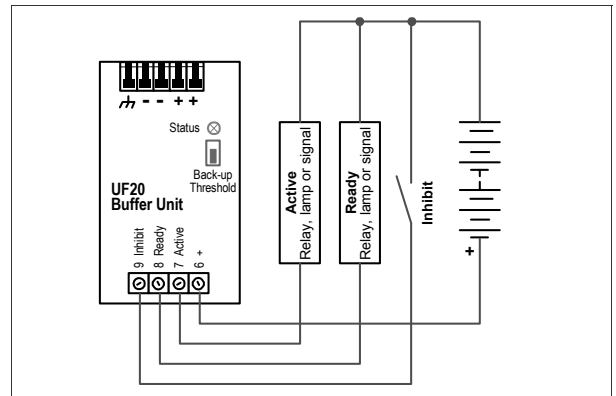 - - + +
Status
Back-up
Threshold
UF20
Buffer Unit
9 Inhibit
8 Ready
7 Active
6 +
Active
Relay, lamp or signal
Ready
Relay, lamp or signal
Inhibit
+